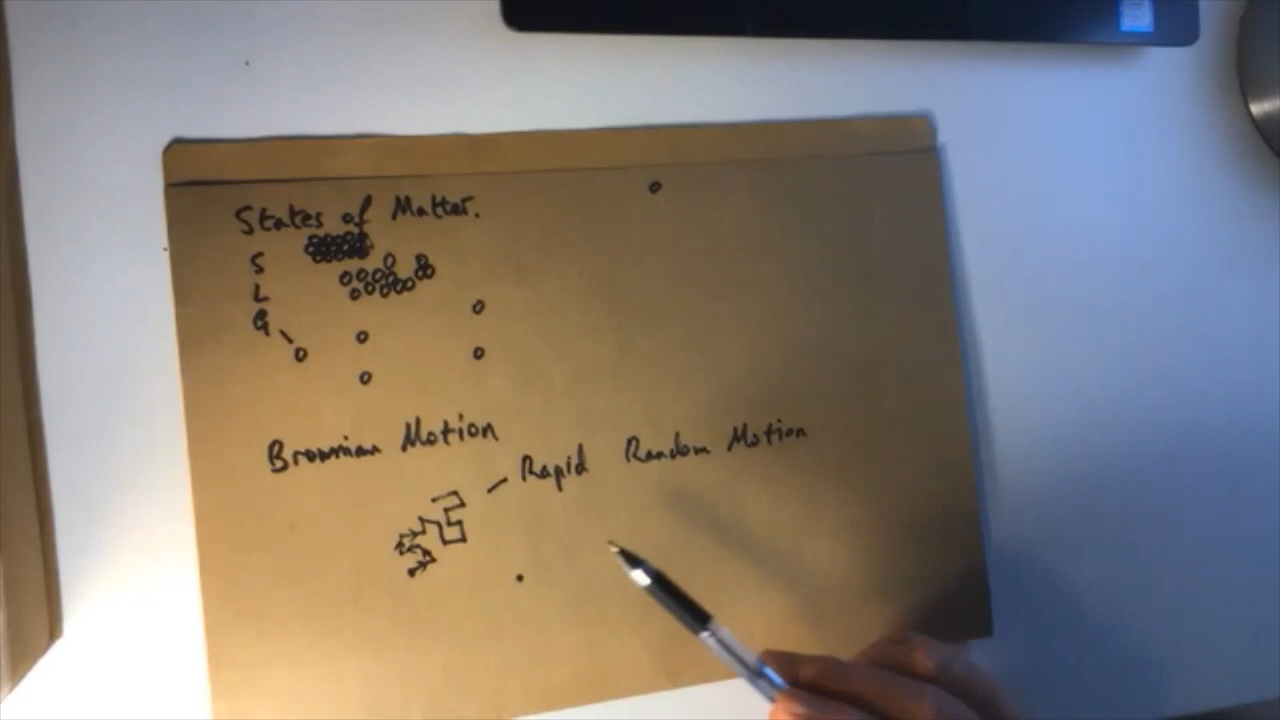 States of Matter.
S
L
G
Brownian Motion
Rapid Random Motion